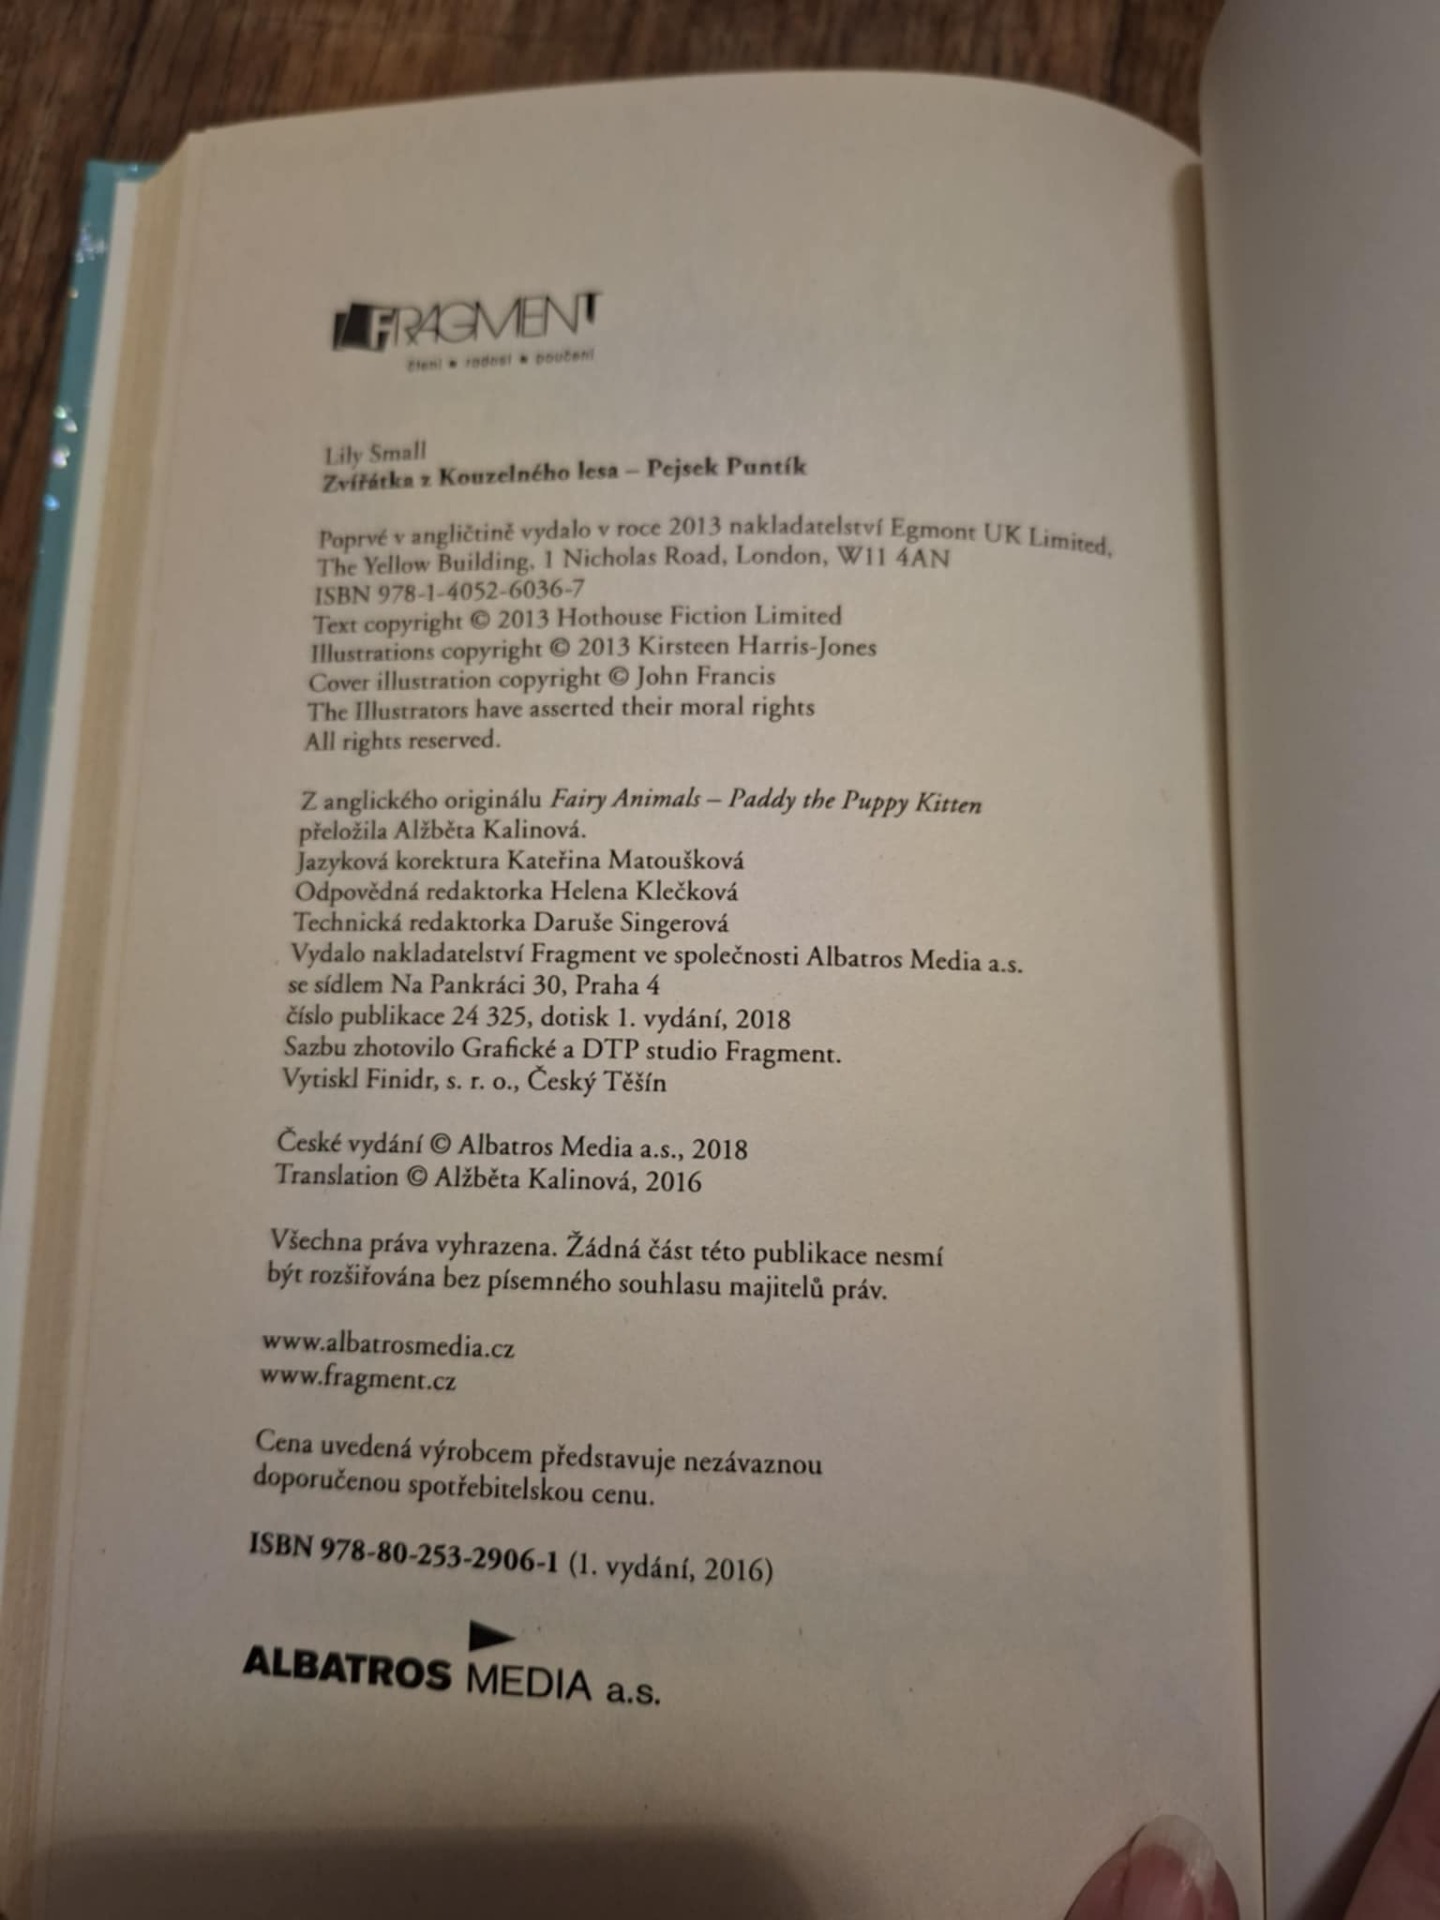 FRAGMENT
čtení • radost • poučení
Lily Small
Zvířátka z Kouzelného lesa – Pejsek Puntík
Poprvé v angličtině vydalo v roce 2013 nakladatelství Egmont UK Limited,
The Yellow Building, 1 Nicholas Road, London, W11 4AN
ISBN 978-1-4052-6036-7
Text copyright © 2013 Hothouse Fiction Limited
Illustrations copyright © 2013 Kirsteen Harris-Jones
Cover illustration copyright © John Francis
The Illustrators have asserted their moral rights
All rights reserved.
Z anglického originálu Fairy Animals – Paddy the Puppy Kitten
přeložila Alžběta Kalinová.
Jazyková korektura Kateřina Matoušková
Odpovědná redaktorka Helena Klečková
Technická redaktorka Daruše Singerová
Vydalo nakladatelství Fragment ve společnosti Albatros Media a.s.
se sídlem Na Pankráci 30, Praha 4
číslo publikace 24 325, dotisk 1. vydání, 2018
Sazbu zhotovilo Grafické a DTP studio Fragment.
Vytiskl Finidr, s. r. o., Český Těšín
České vydání © Albatros Media a.s., 2018
Translation © Alžběta Kalinová, 2016
Všechna práva vyhrazena. Žádná část této publikace nesmí
být rozšiřována bez písemného souhlasu majitelů práv.
www.albatrosmedia.cz
www.fragment.cz
Cena uvedená výrobcem představuje nezávaznou
doporučenou spotřebitelskou cenu.
ISBN 978-80-253-2906-1 (1. vydání, 2016)
ALBATROS MEDIA a.s.